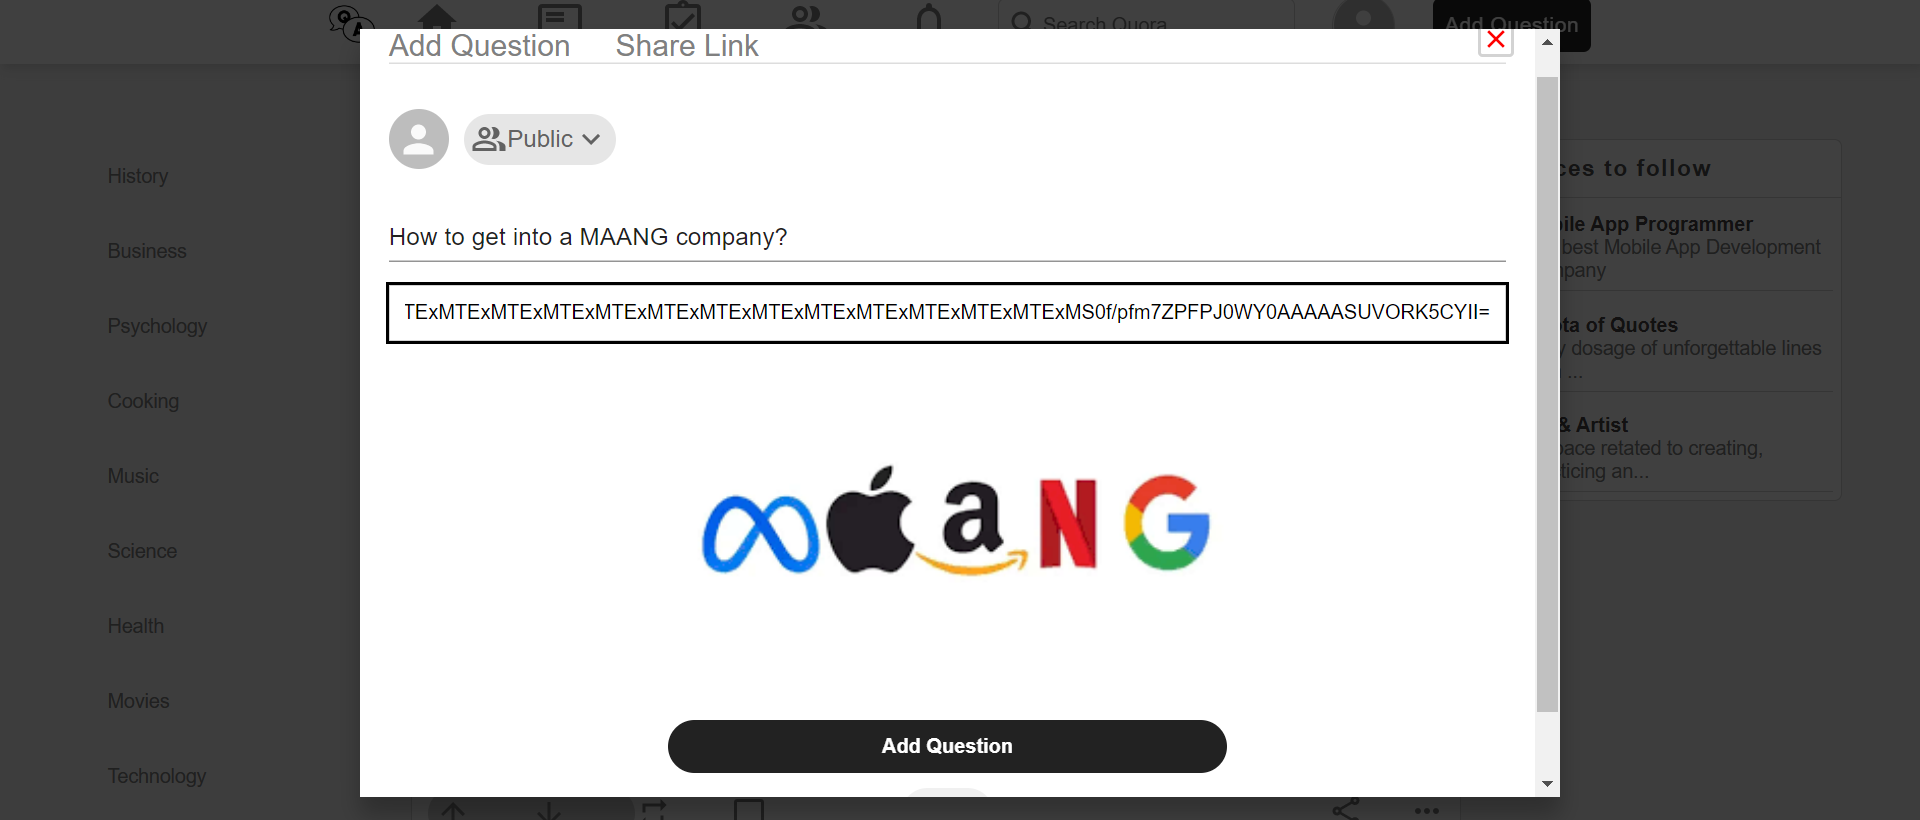 Search Quora
Add Question
Add Question Share Link
Public
How to get into a MAANG company?
TExMTExMTExMTExMTExMTExMTExMTExMTExMTExMTExMTExMTExMS0f/pfm7ZPFPJ0WY0AAAAASUVORK5CYII=
a N G
Add Question
History
Business
Psychology
Cooking
Music
Science
Health
Movies
Technology
ces to follow
ile App Programmer
best Mobile App Development
pany
ta of Quotes
y dosage of unforgettable lines
...
& Artist
ace retated to creating,
ticing an...